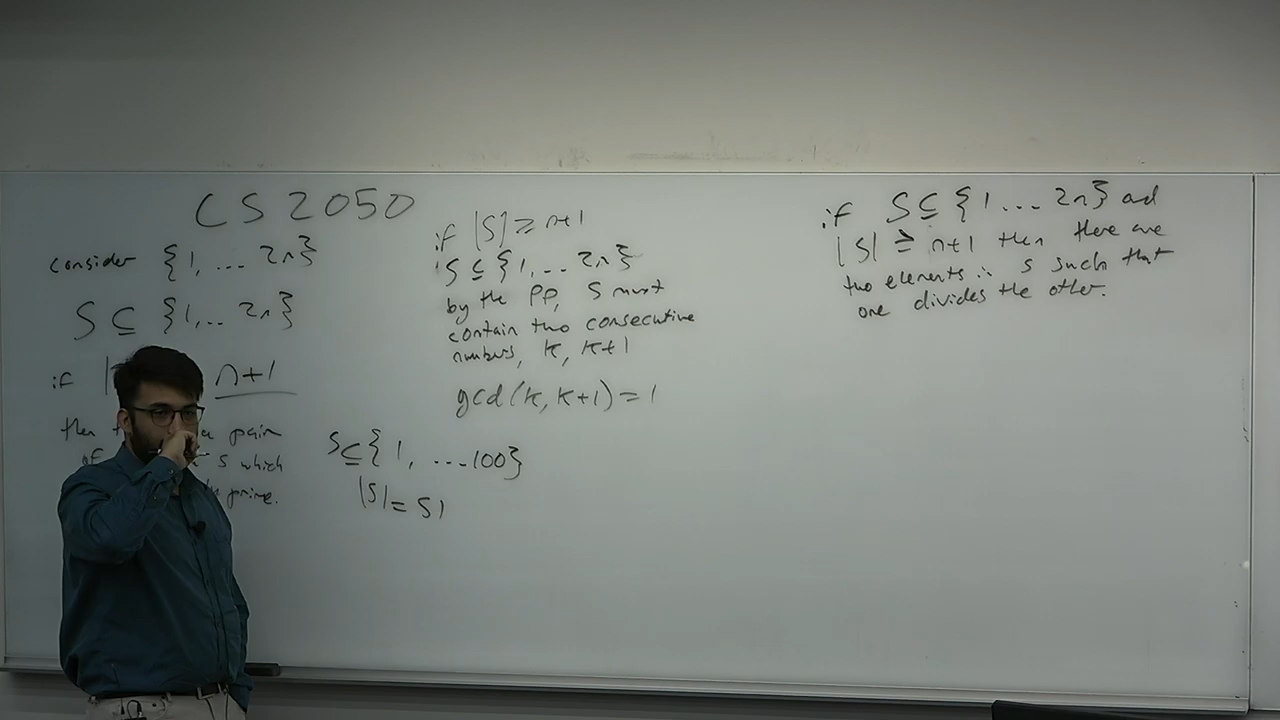 CS 2050
consider {1, ... 2n}
S ⊆ {1, .. 2n}
if | n+1
then pair
of S which
prime.
if |S| ≥ n+1
S ⊆ {1, ... 2n}
by the PP, S must
contain two consecutive
numbers, k, k+1
gcd(k, k+1) = 1
S ⊆ {1, ...100}
|S| = 51
if S ⊆ {1 ... 2n} ad
|S| ≥ n+1 then there are
two elements in S such that
one divides the other.